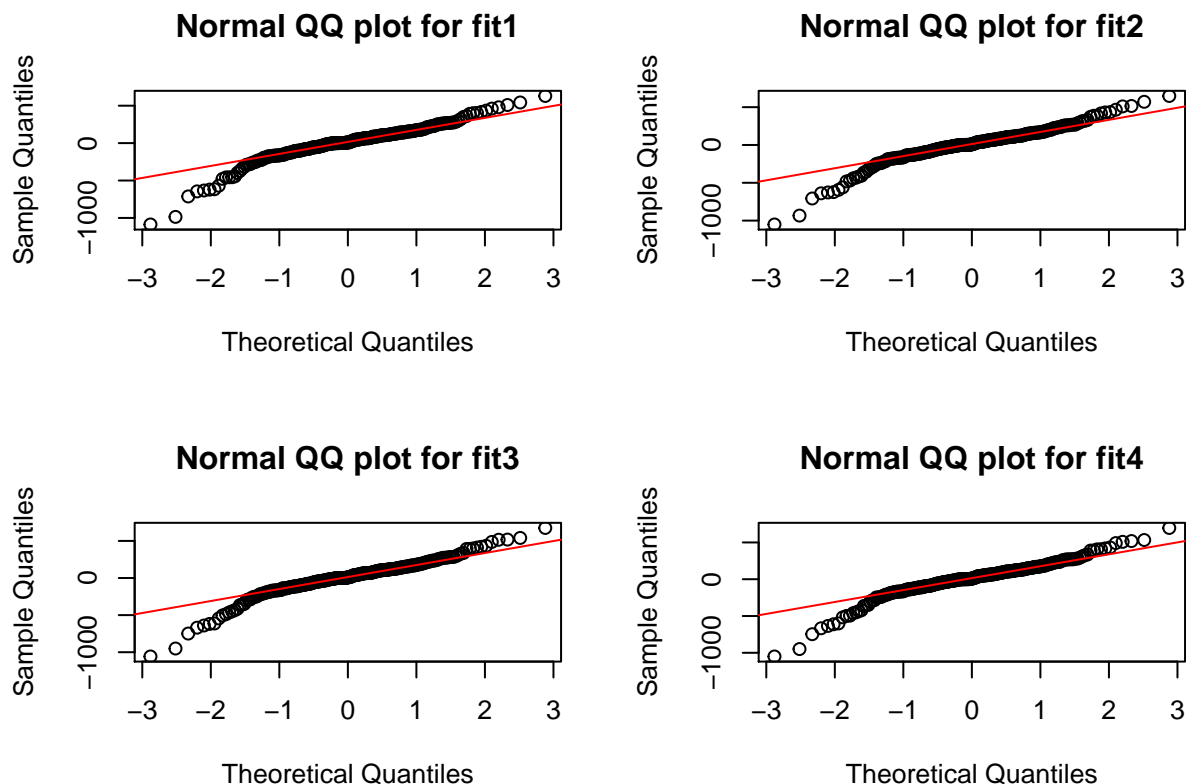 Normal QQ plot for fit1
Sample Quantiles
0
−1000
−3 −2 −1 0 1 2 3
Theoretical Quantiles
Normal QQ plot for fit2
Sample Quantiles
0
−1000
−3 −2 −1 0 1 2 3
Theoretical Quantiles
Normal QQ plot for fit3
Sample Quantiles
0
−1000
−3 −2 −1 0 1 2 3
Theoretical Quantiles
Normal QQ plot for fit4
Sample Quantiles
0
−1000
−3 −2 −1 0 1 2 3
Theoretical Quantiles